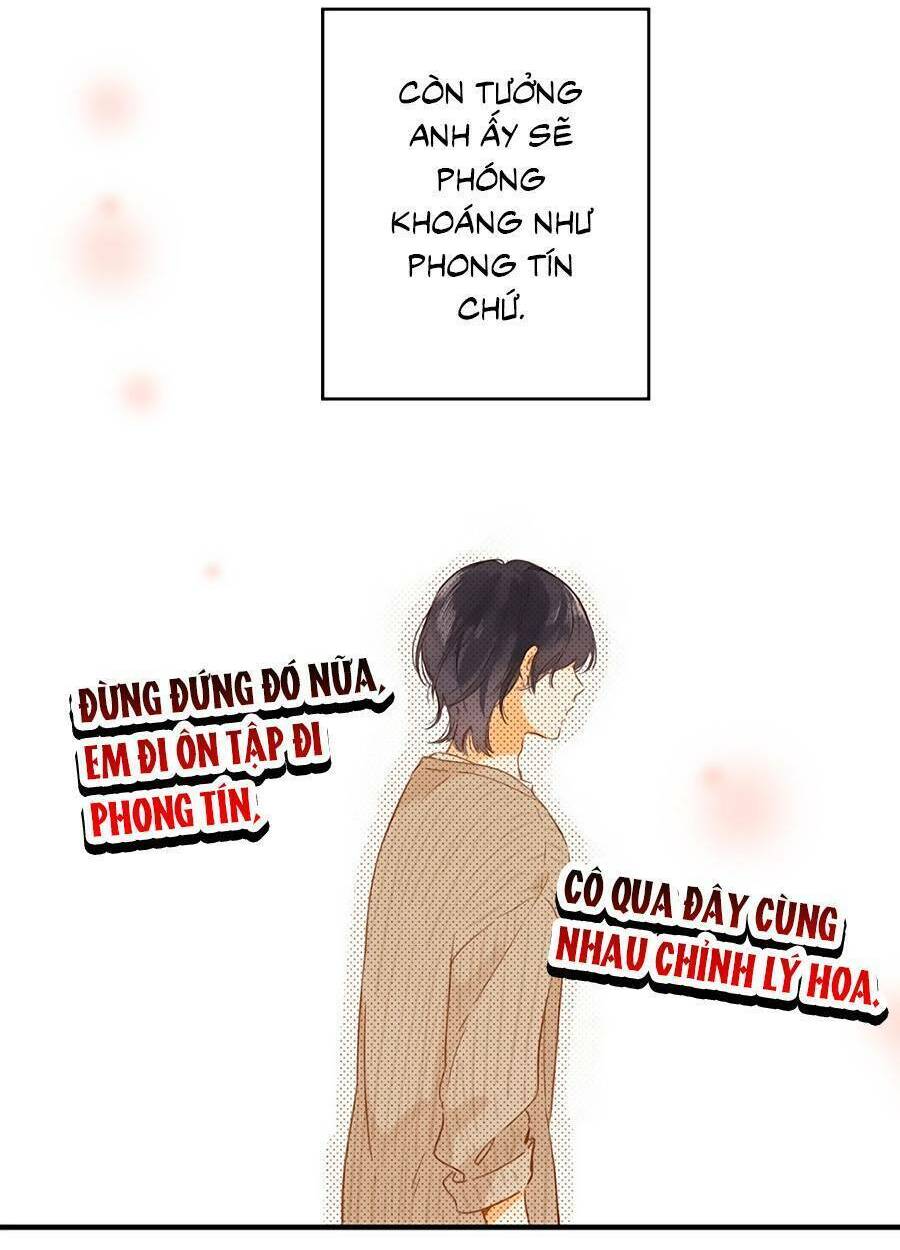 CÒN TƯỞNG
ANH ẤY SẼ
PHÓNG
KHOÁNG NHƯ
PHONG TÍN
CHỨ.
ĐỪNG ĐỨNG ĐÓ NỮA,
EM ĐI ÔN TẬP ĐI
PHONG TÍN,
CÔ QUA ĐÂY CÙNG
NHAU CHỈNH LÝ HOA.